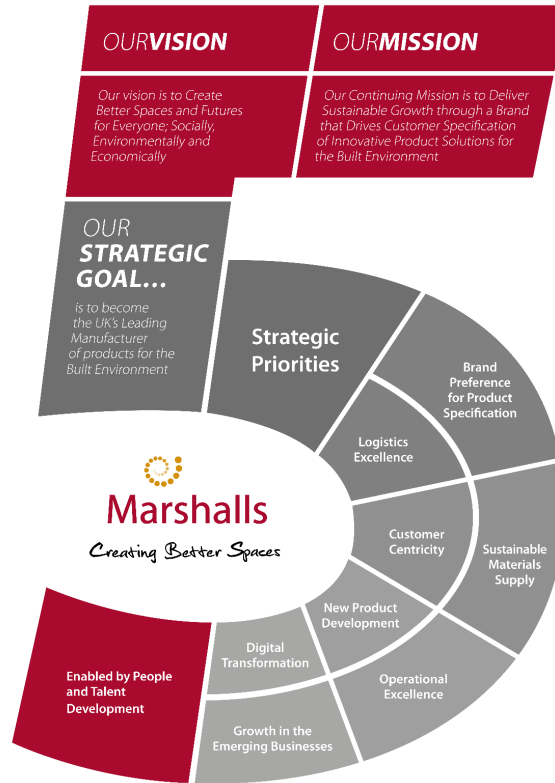 OURVISION
Our vision is to Create
Better Spaces and Futures
for Everyone; Socially,
Environmentally and
Economically
OURMISSION
Our Continuing Mission is to Deliver
Sustainable Growth through a Brand
that Drives Customer Specification
of Innovative Product Solutions for
the Built Environment
OUR
STRATEGIC
GOAL...
is to become
the UK's Leading
Manufacturer
of products for the
Built Environment
Strategic
Priorities
Brand
Preference
for Product
Specification
Logistics
Excellence
Customer
Centricity
Sustainable
Materials
Supply
New Product
Development
Operational
Excellence
Digital
Transformation
Growth in the
Emerging Businesses
Enabled by People
and Talent
Development
Marshalls
Creating Better Spaces